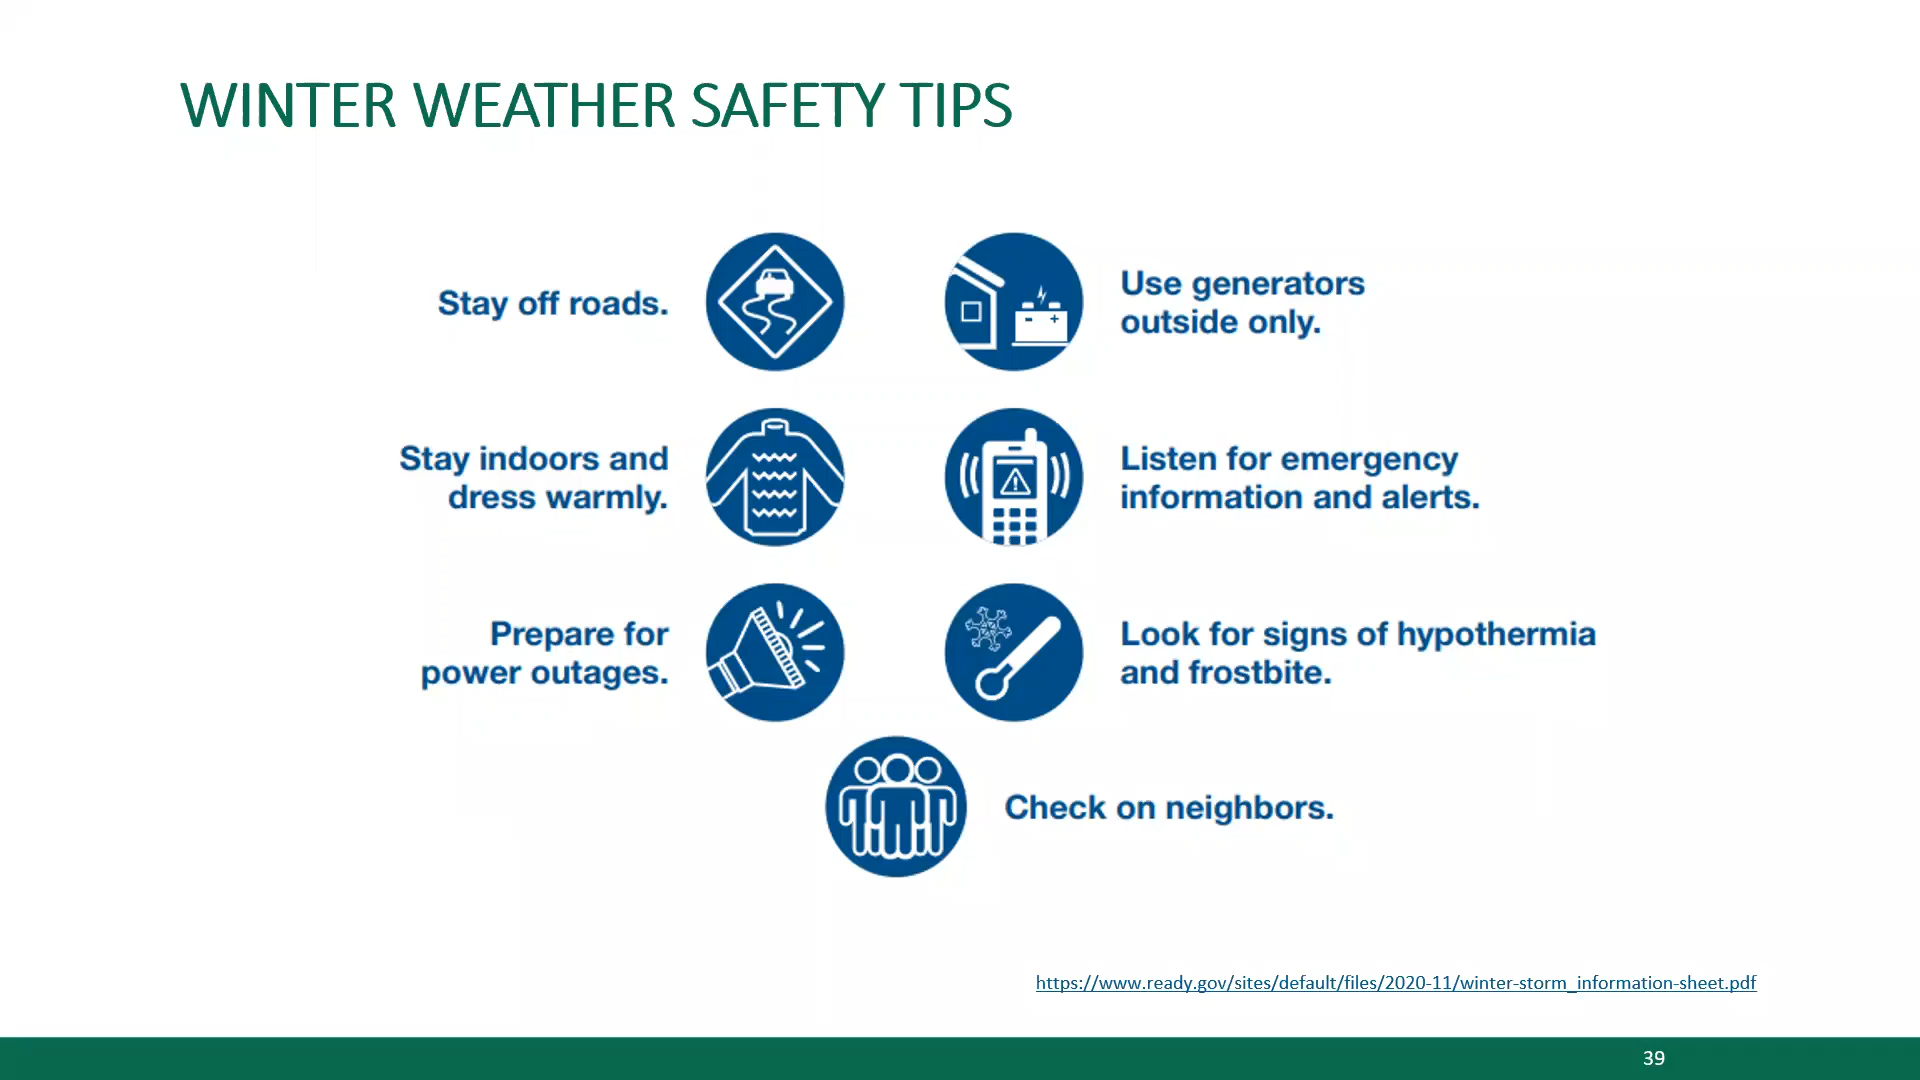 WINTER WEATHER SAFETY TIPS
Stay off roads.
Use generators
outside only.
Stay indoors and
dress warmly.
Listen for emergency
information and alerts.
Prepare for
power outages.
Look for signs of hypothermia
and frostbite.
Check on neighbors.
https://www.ready.gov/sites/default/files/2020-11/winter-storm_information-sheet.pdf
39